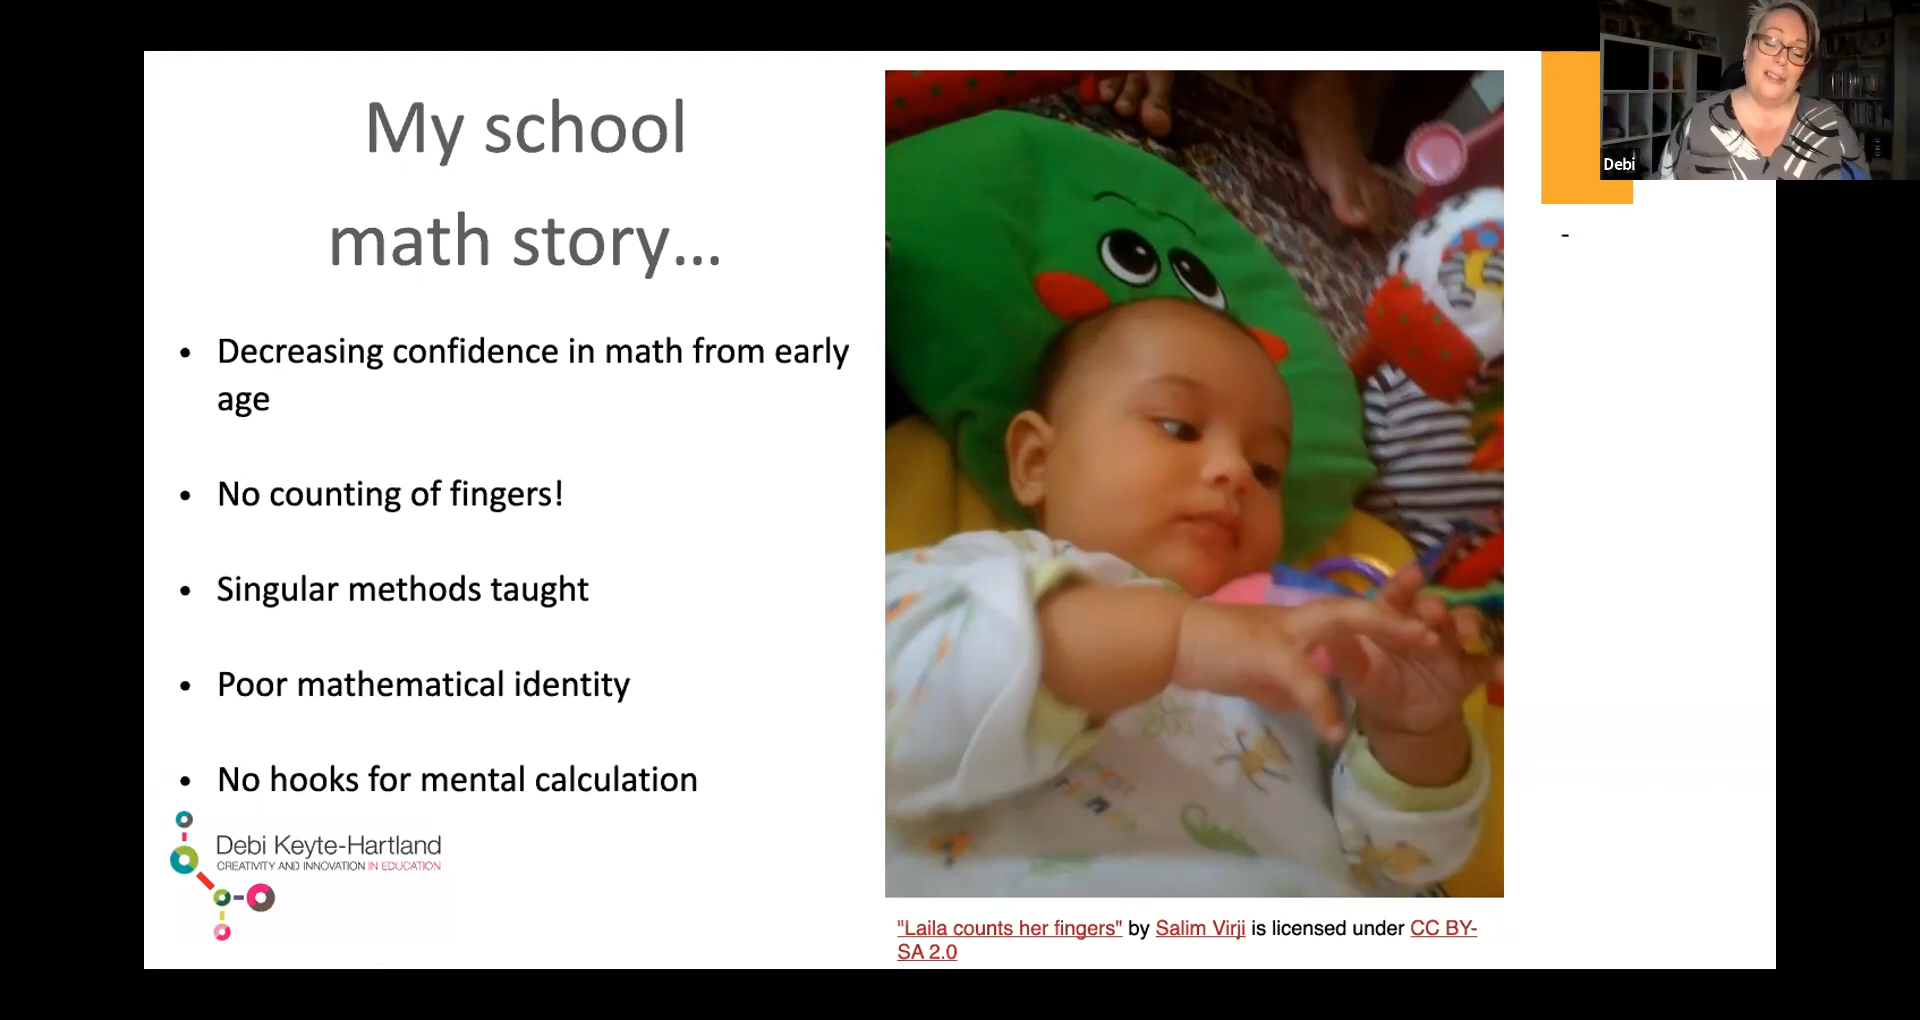 My school
math story...
Debi
-
• Decreasing confidence in math from early
age
• No counting of fingers!
• Singular methods taught
• Poor mathematical identity
• No hooks for mental calculation
Debi Keyte-Hartland
CREATIVITY AND INNOVATION IN EDUCATION
"Laila counts her fingers" by Salim Virji is licensed under CC BY-
SA 2.0